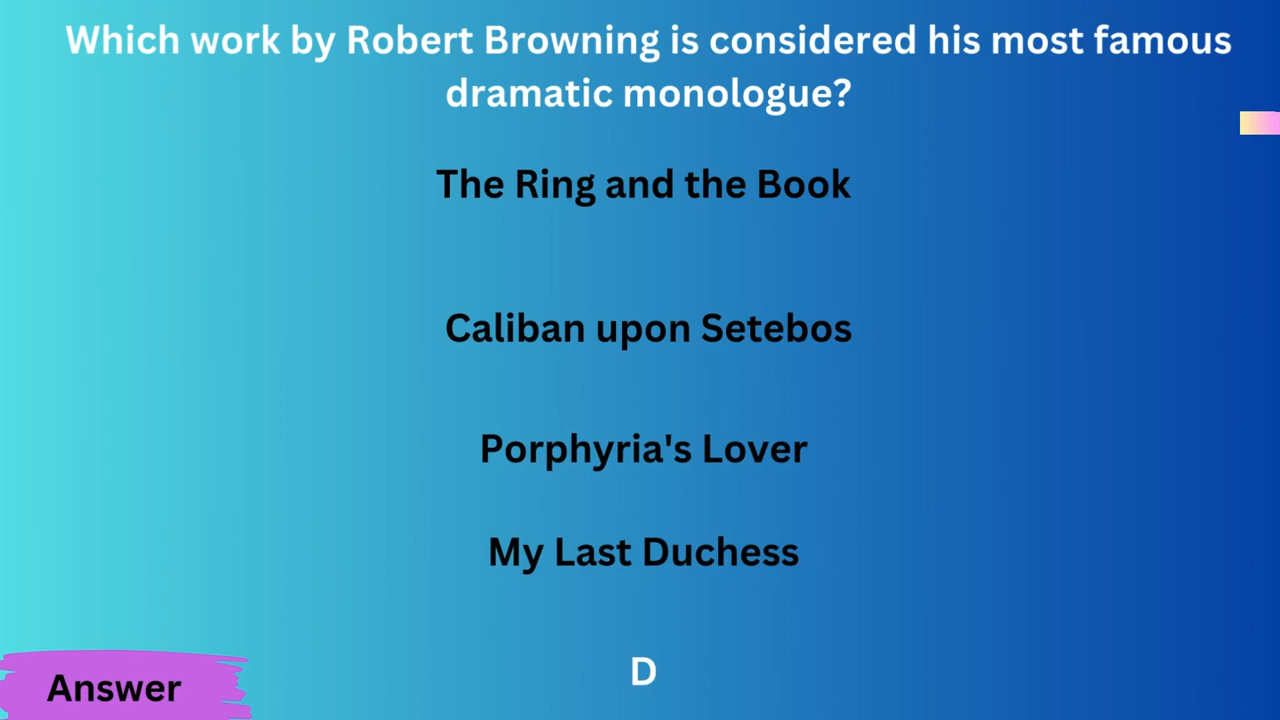 Which work by Robert Browning is considered his most famous
dramatic monologue?
The Ring and the Book
Caliban upon Setebos
Porphyria's Lover
My Last Duchess
D
Answer